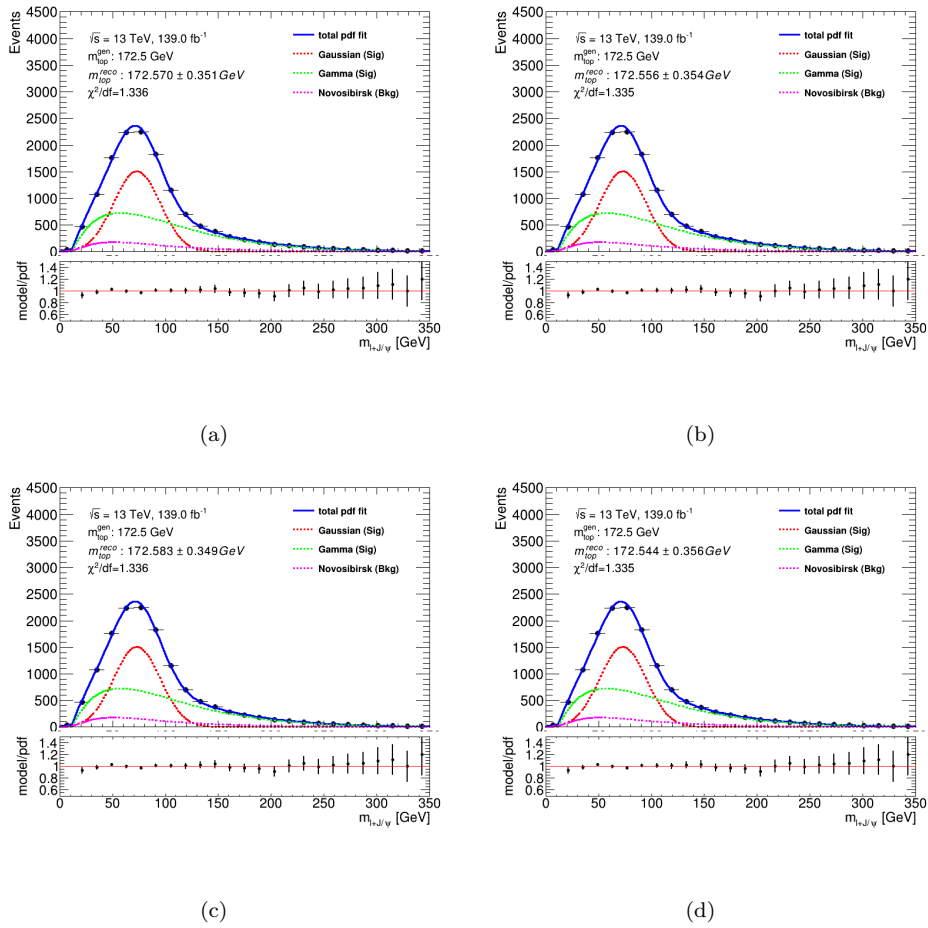 Events
4500
4000
3500
3000
2500
2000
1500
1000
500
0
√s = 13 TeV, 139.0 fb⁻¹
m_top^gen: 172.5 GeV
m_top^reco : 172.570 ± 0.351 GeV
χ²/df=1.336
total pdf fit
Gaussian (Sig)
Gamma (Sig)
Novosibirsk (Bkg)
model/pdf
1.4
1.2
1
0.8
0.6
0 50 100 150 200 250 300 350
m_l+J/ψ [GeV]
(a)
Events
4500
4000
3500
3000
2500
2000
1500
1000
500
0
√s = 13 TeV, 139.0 fb⁻¹
m_top^gen: 172.5 GeV
m_top^reco : 172.556 ± 0.354 GeV
χ²/df=1.335
total pdf fit
Gaussian (Sig)
Gamma (Sig)
Novosibirsk (Bkg)
model/pdf
1.4
1.2
1
0.8
0.6
0 50 100 150 200 250 300 350
m_l+J/ψ [GeV]
(b)
Events
4500
4000
3500
3000
2500
2000
1500
1000
500
0
√s = 13 TeV, 139.0 fb⁻¹
m_top^gen: 172.5 GeV
m_top^reco : 172.583 ± 0.349 GeV
χ²/df=1.336
total pdf fit
Gaussian (Sig)
Gamma (Sig)
Novosibirsk (Bkg)
model/pdf
1.4
1.2
1
0.8
0.6
0 50 100 150 200 250 300 350
m_l+J/ψ [GeV]
(c)
Events
4500
4000
3500
3000
2500
2000
1500
1000
500
0
√s = 13 TeV, 139.0 fb⁻¹
m_top^gen: 172.5 GeV
m_top^reco : 172.544 ± 0.356 GeV
χ²/df=1.335
total pdf fit
Gaussian (Sig)
Gamma (Sig)
Novosibirsk (Bkg)
model/pdf
1.4
1.2
1
0.8
0.6
0 50 100 150 200 250 300 350
m_l+J/ψ [GeV]
(d)